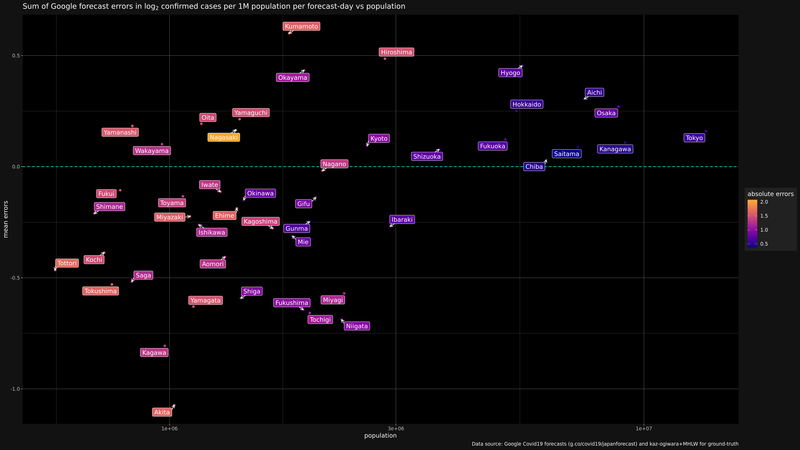 Sum of Google forecast errors in log₂ confirmed cases per 1M population per forecast-day vs population
Kumamoto
Hiroshima
0.5
Hyogo
Okayama
Aichi
Hokkaido
Osaka
Yamaguchi
Oita
Yamanashi
Nagasaki
Kyoto
Tokyo
Fukuoka
Kanagawa
Wakayama
Saitama
Shizuoka
Nagano
Chiba
0.0
Iwate
Fukui
Okinawa
Toyama
Gifu
Shimane
mean errors
Miyazaki
Ehime
Kagoshima
Ibaraki
Gunma
Ishikawa
Mie
absolute errors
2.0
1.5
1.0
0.5
Kochi
Tottori
Aomori
-0.5
Saga
Tokushima
Shiga
Yamagata
Miyagi
Fukushima
Tochigi
Niigata
Kagawa
-1.0
Akita
1e+06
3e+06
1e+07
population
Data source: Google Covid19 forecasts (g.co/covid19/japanforecast) and kaz-ogiwara+MHLW for ground-truth